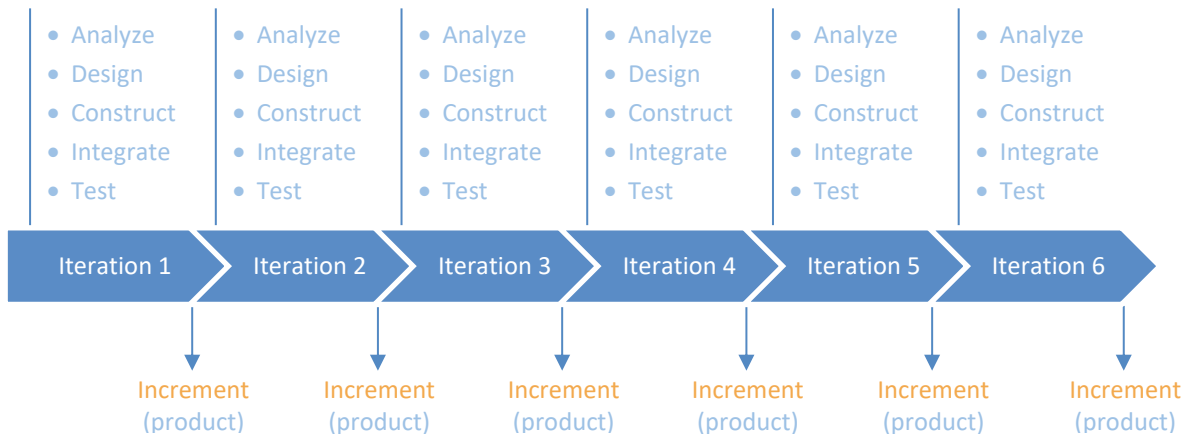 • Analyze
• Design
• Construct
• Integrate
• Test
• Analyze
• Design
• Construct
• Integrate
• Test
• Analyze
• Design
• Construct
• Integrate
• Test
• Analyze
• Design
• Construct
• Integrate
• Test
• Analyze
• Design
• Construct
• Integrate
• Test
• Analyze
• Design
• Construct
• Integrate
• Test
Iteration 1
Iteration 2
Iteration 3
Iteration 4
Iteration 5
Iteration 6
Increment
(product)
Increment
(product)
Increment
(product)
Increment
(product)
Increment
(product)
Increment
(product)